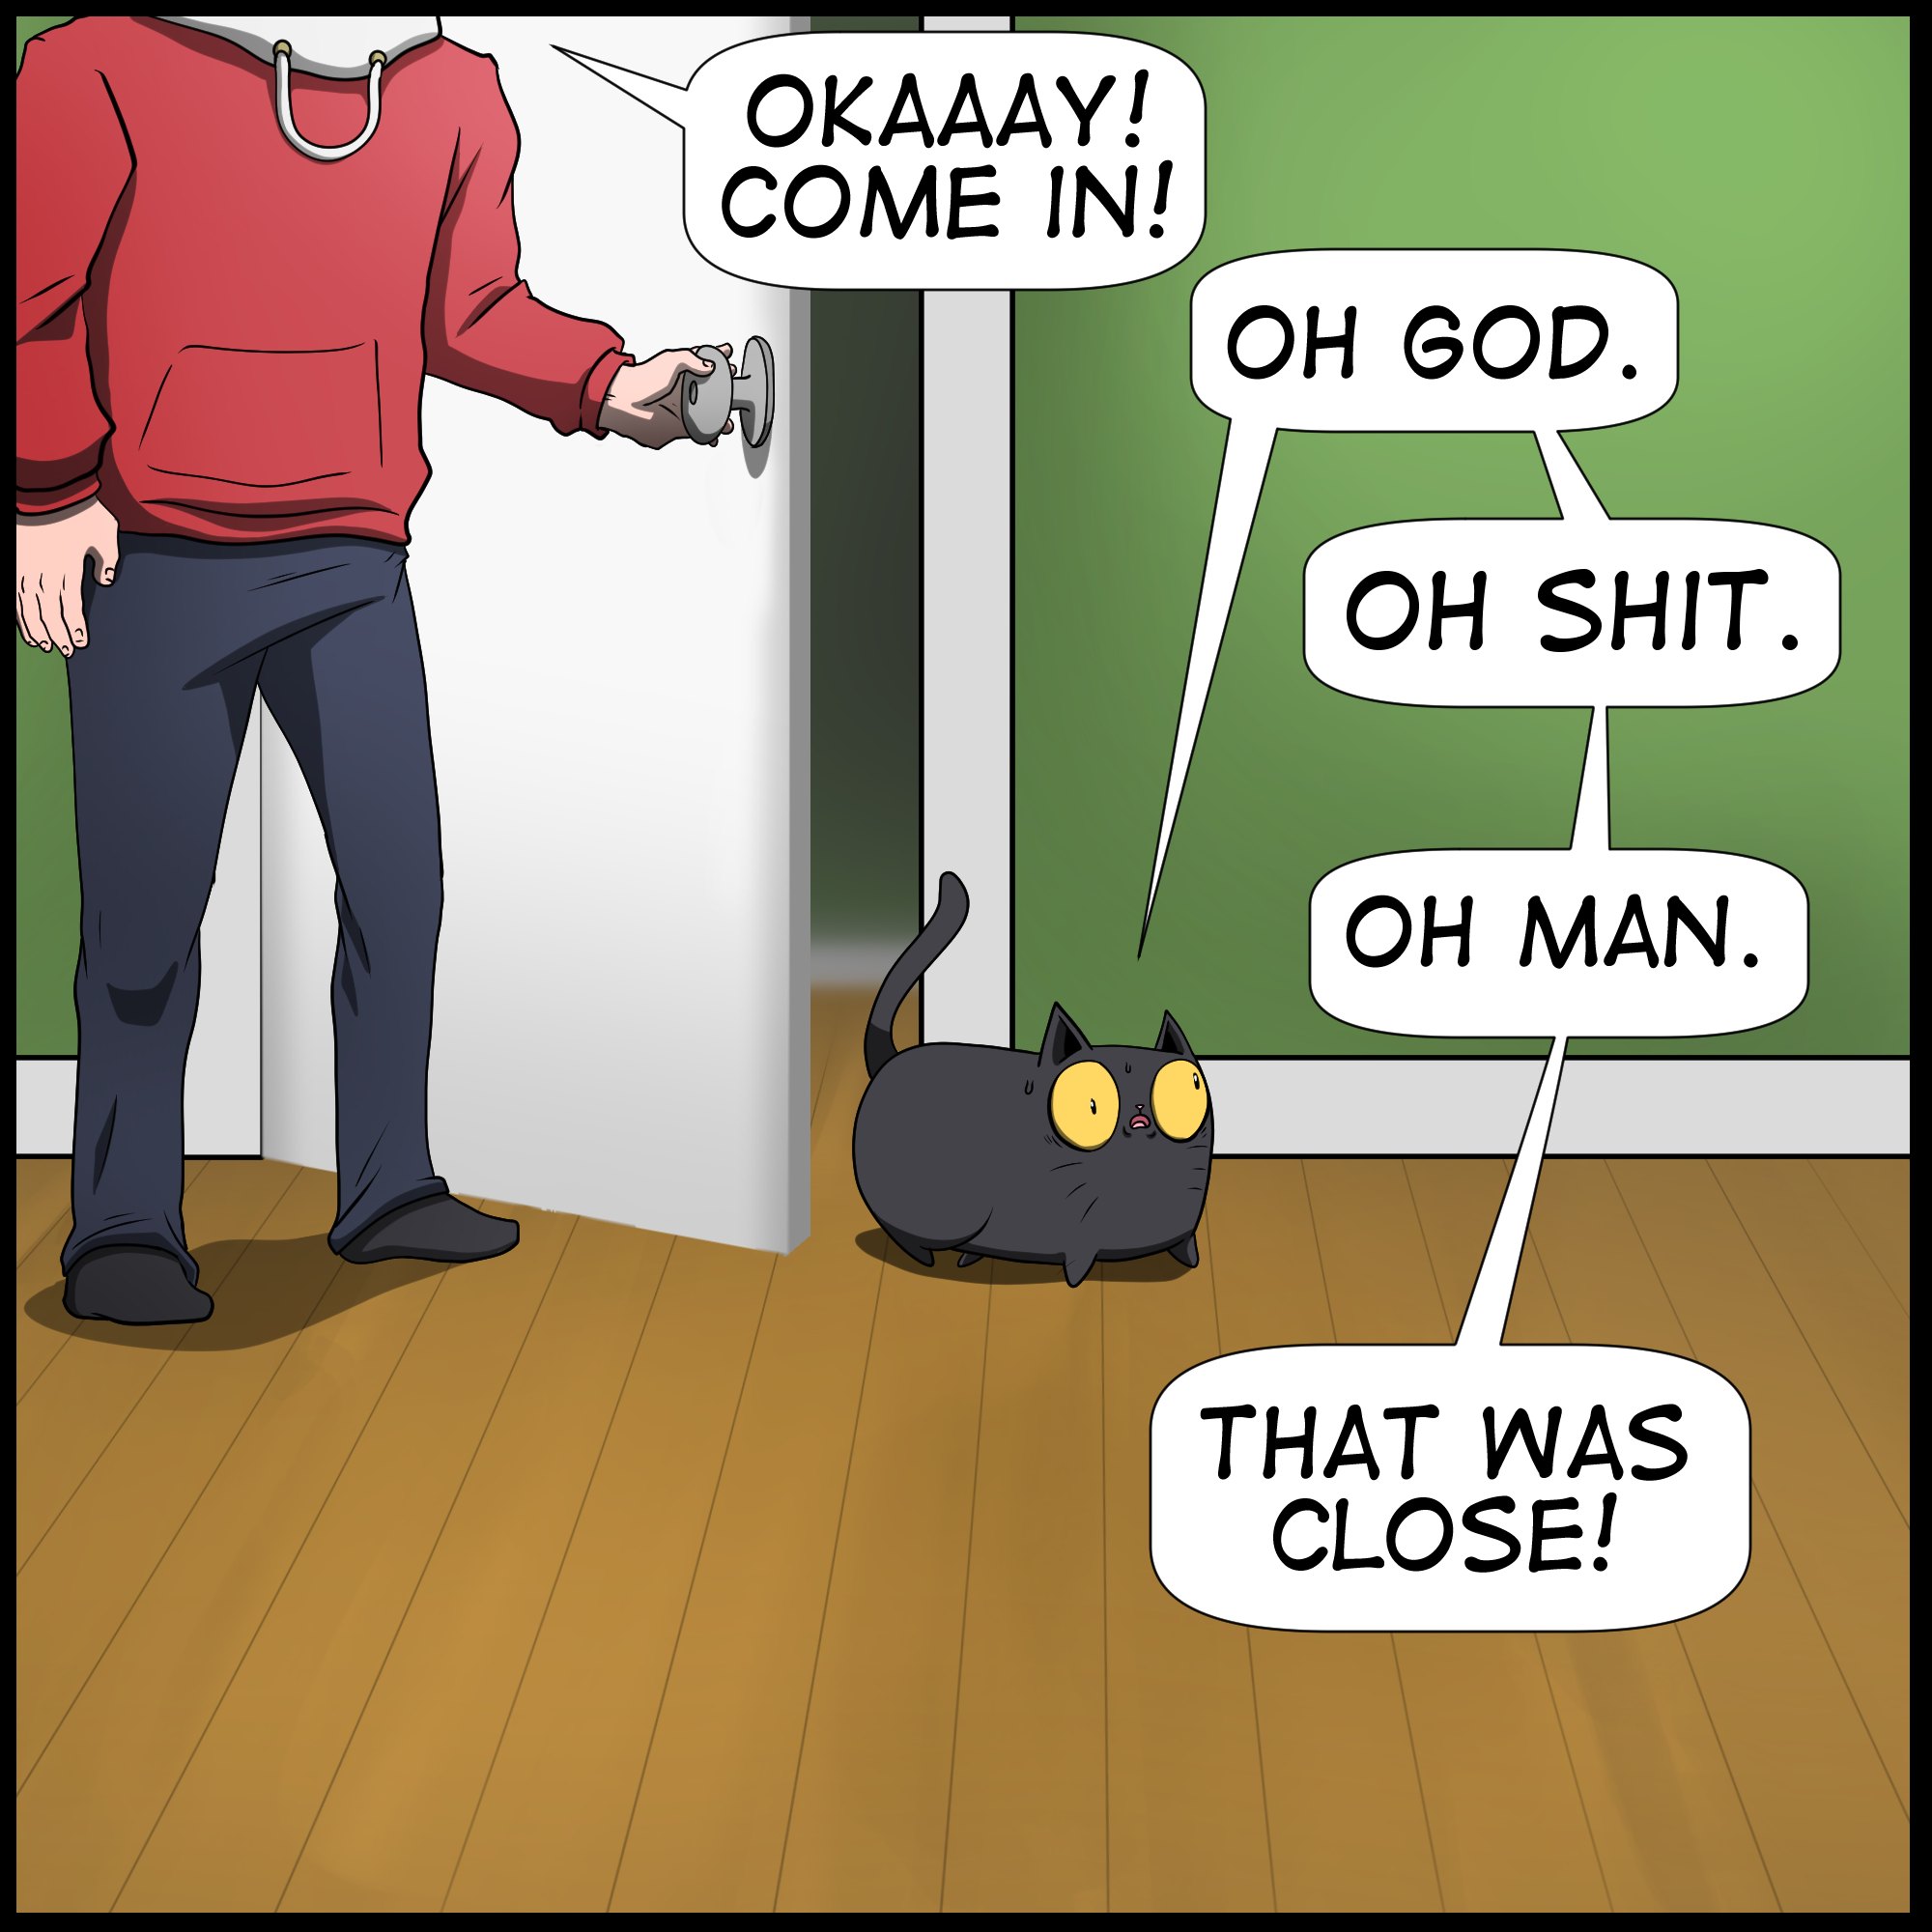 OKAAAY!
COME IN!
OH GOD.
OH SHIT.
OH MAN.
THAT WAS
CLOSE!